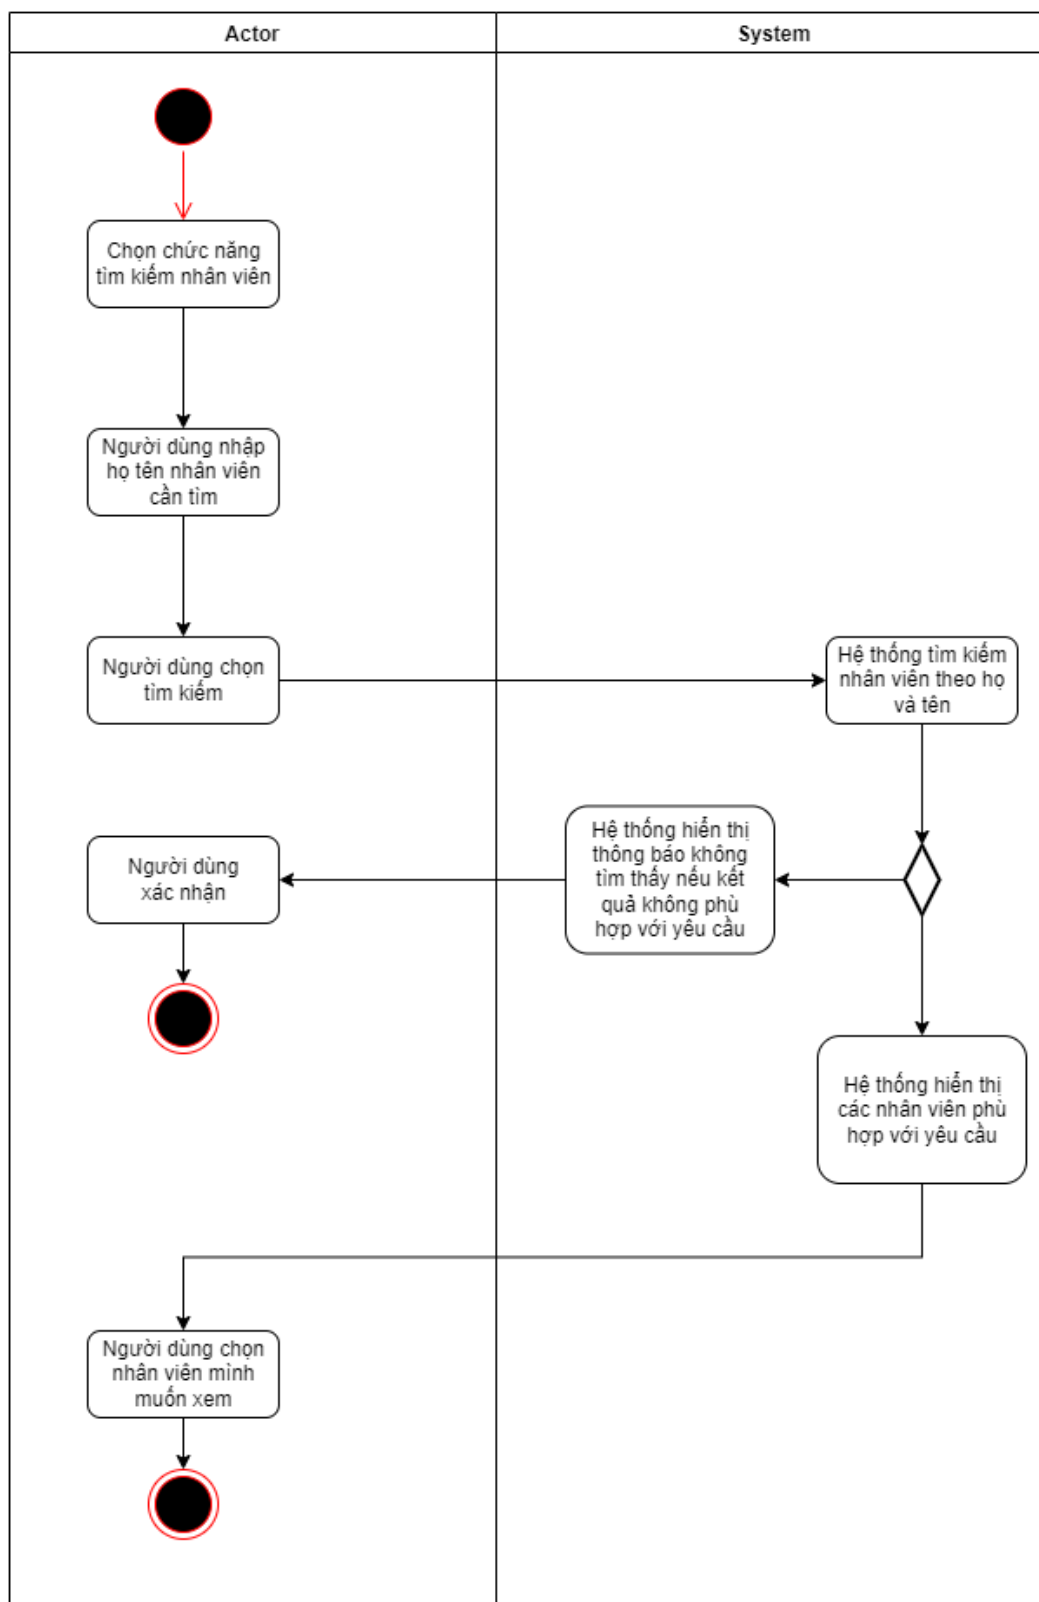 Actor
System
Chọn chức năng
tìm kiếm nhân viên
Người dùng nhập
họ tên nhân viên
cần tìm
Người dùng chọn
tìm kiếm
Hệ thống tìm kiếm
nhân viên theo họ
và tên
Hệ thống hiển thị
thông báo không
tìm thấy nếu kết
quả không phù
hợp với yêu cầu
Người dùng
xác nhận
Hệ thống hiển thị
các nhân viên phù
hợp với yêu cầu
Người dùng chọn
nhân viên mình
muốn xem